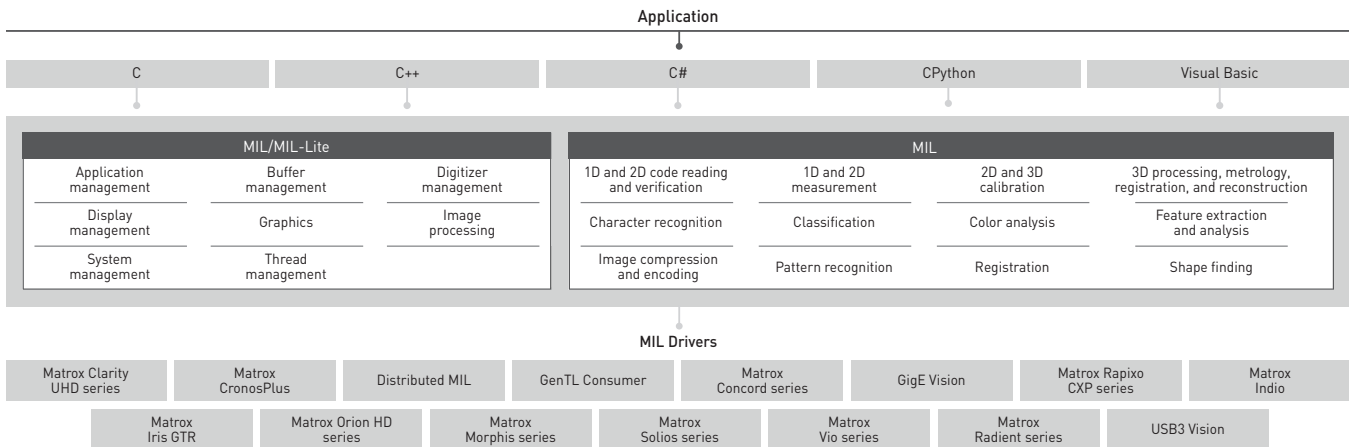 Application
C
C++
C#
CPython
Visual Basic
MIL/MIL-Lite
Application
management
Buffer
management
Digitizer
management
Display
management
Graphics
Image
processing
System
management
Thread
management
MIL
1D and 2D code reading
and verification
1D and 2D
measurement
2D and 3D
calibration
3D processing, metrology,
registration, and reconstruction
Character recognition
Classification
Color analysis
Feature extraction
and analysis
Image compression
and encoding
Pattern recognition
Registration
Shape finding
MIL Drivers
Matrox Clarity
UHD series
Matrox
CronosPlus
Distributed MIL
GenTL Consumer
Matrox
Concord series
GigE Vision
Matrox Rapixo
CXP series
Matrox
Indio
Matrox
Iris GTR
Matrox Orion HD
series
Matrox
Morphis series
Matrox
Solios series
Matrox
Vio series
Matrox
Radient series
USB3 Vision